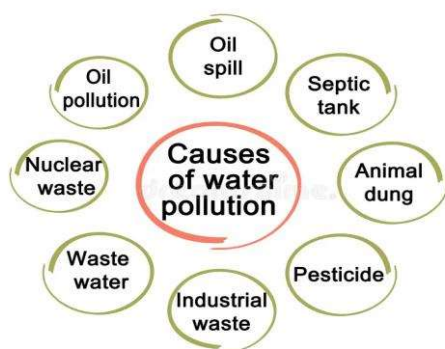 Causes
of water
pollution
Oil
spill
Septic
tank
Animal
dung
Pesticide
Industrial
waste
Waste
water
Nuclear
waste
Oil
pollution